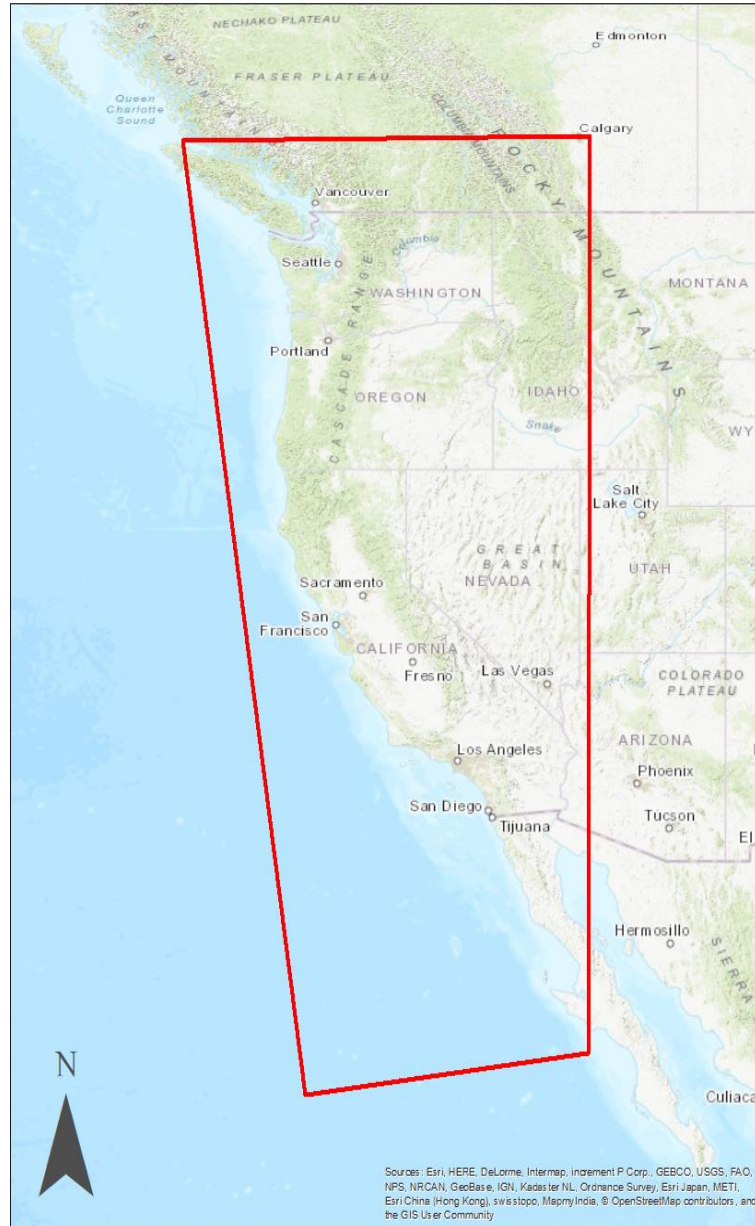 NECHAKO PLATEAU
Edmonton
FRASER PLATEAU
COAST MOUNTAINS
Queen
Charlotte
Sound
COLUMBIA MOUNTAINS
Calgary
ROCKY MOUNTAINS
Vancouver
Columbia
Seattle
WASHINGTON
MONTANA
CASCADE RANGE
Portland
OREGON
IDAHO
Snake
WY
Salt
Lake City
GREAT
BASIN
NEVADA
UTAH
Sacramento
San
Francisco
CALIFORNIA
Fresno
Las Vegas
COLORADO
PLATEAU
ARIZONA
Los Angeles
Phoenix
San Diego
Tijuana
Tucson
El
Hermosillo
SIERRA
N
Culiaca
Sources: Esri, HERE, DeLorme, Intermap, increment P Corp., GEBCO, USGS, FAO,
NPS, NRCAN, GeoBase, IGN, Kadaster NL, Ordnance Survey, Esri Japan, METI,
Esri China (Hong Kong), swisstopo, MapmyIndia, © OpenStreetMap contributors, and
the GIS User Community